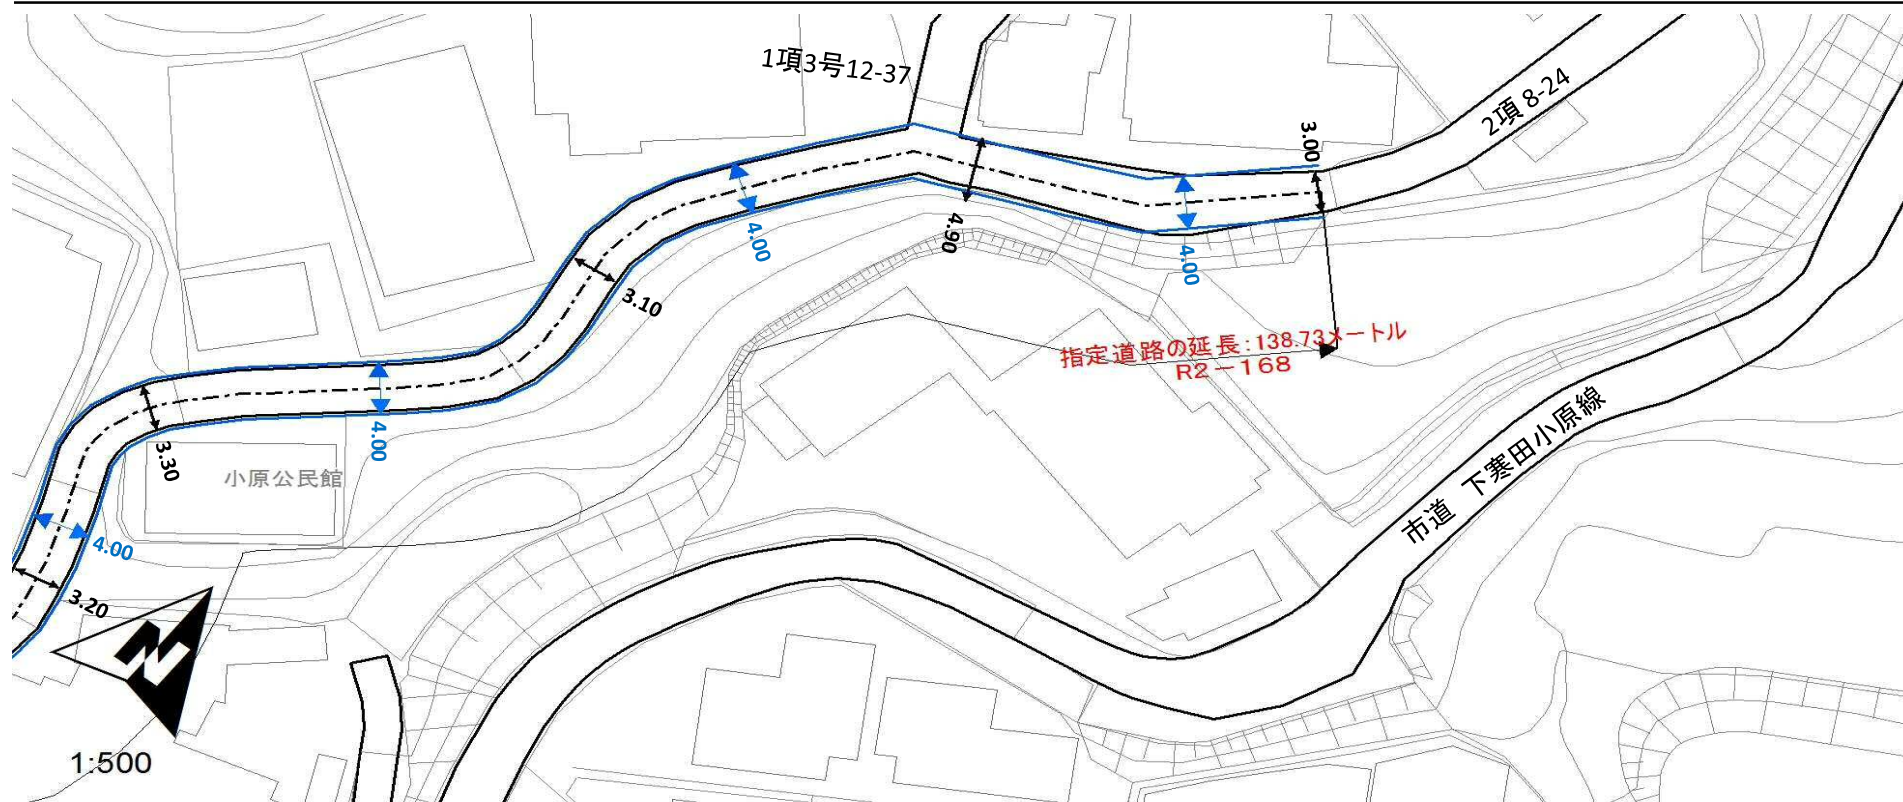 1項3号12-37
2項 8-24
3.00
4.00
4.90
4.00
3.10
指定道路の延長:138.73メートル
R2－168
4.00
3.30
小原公民館
市道 下寒田小原線
4.00
3.20
N
1:500